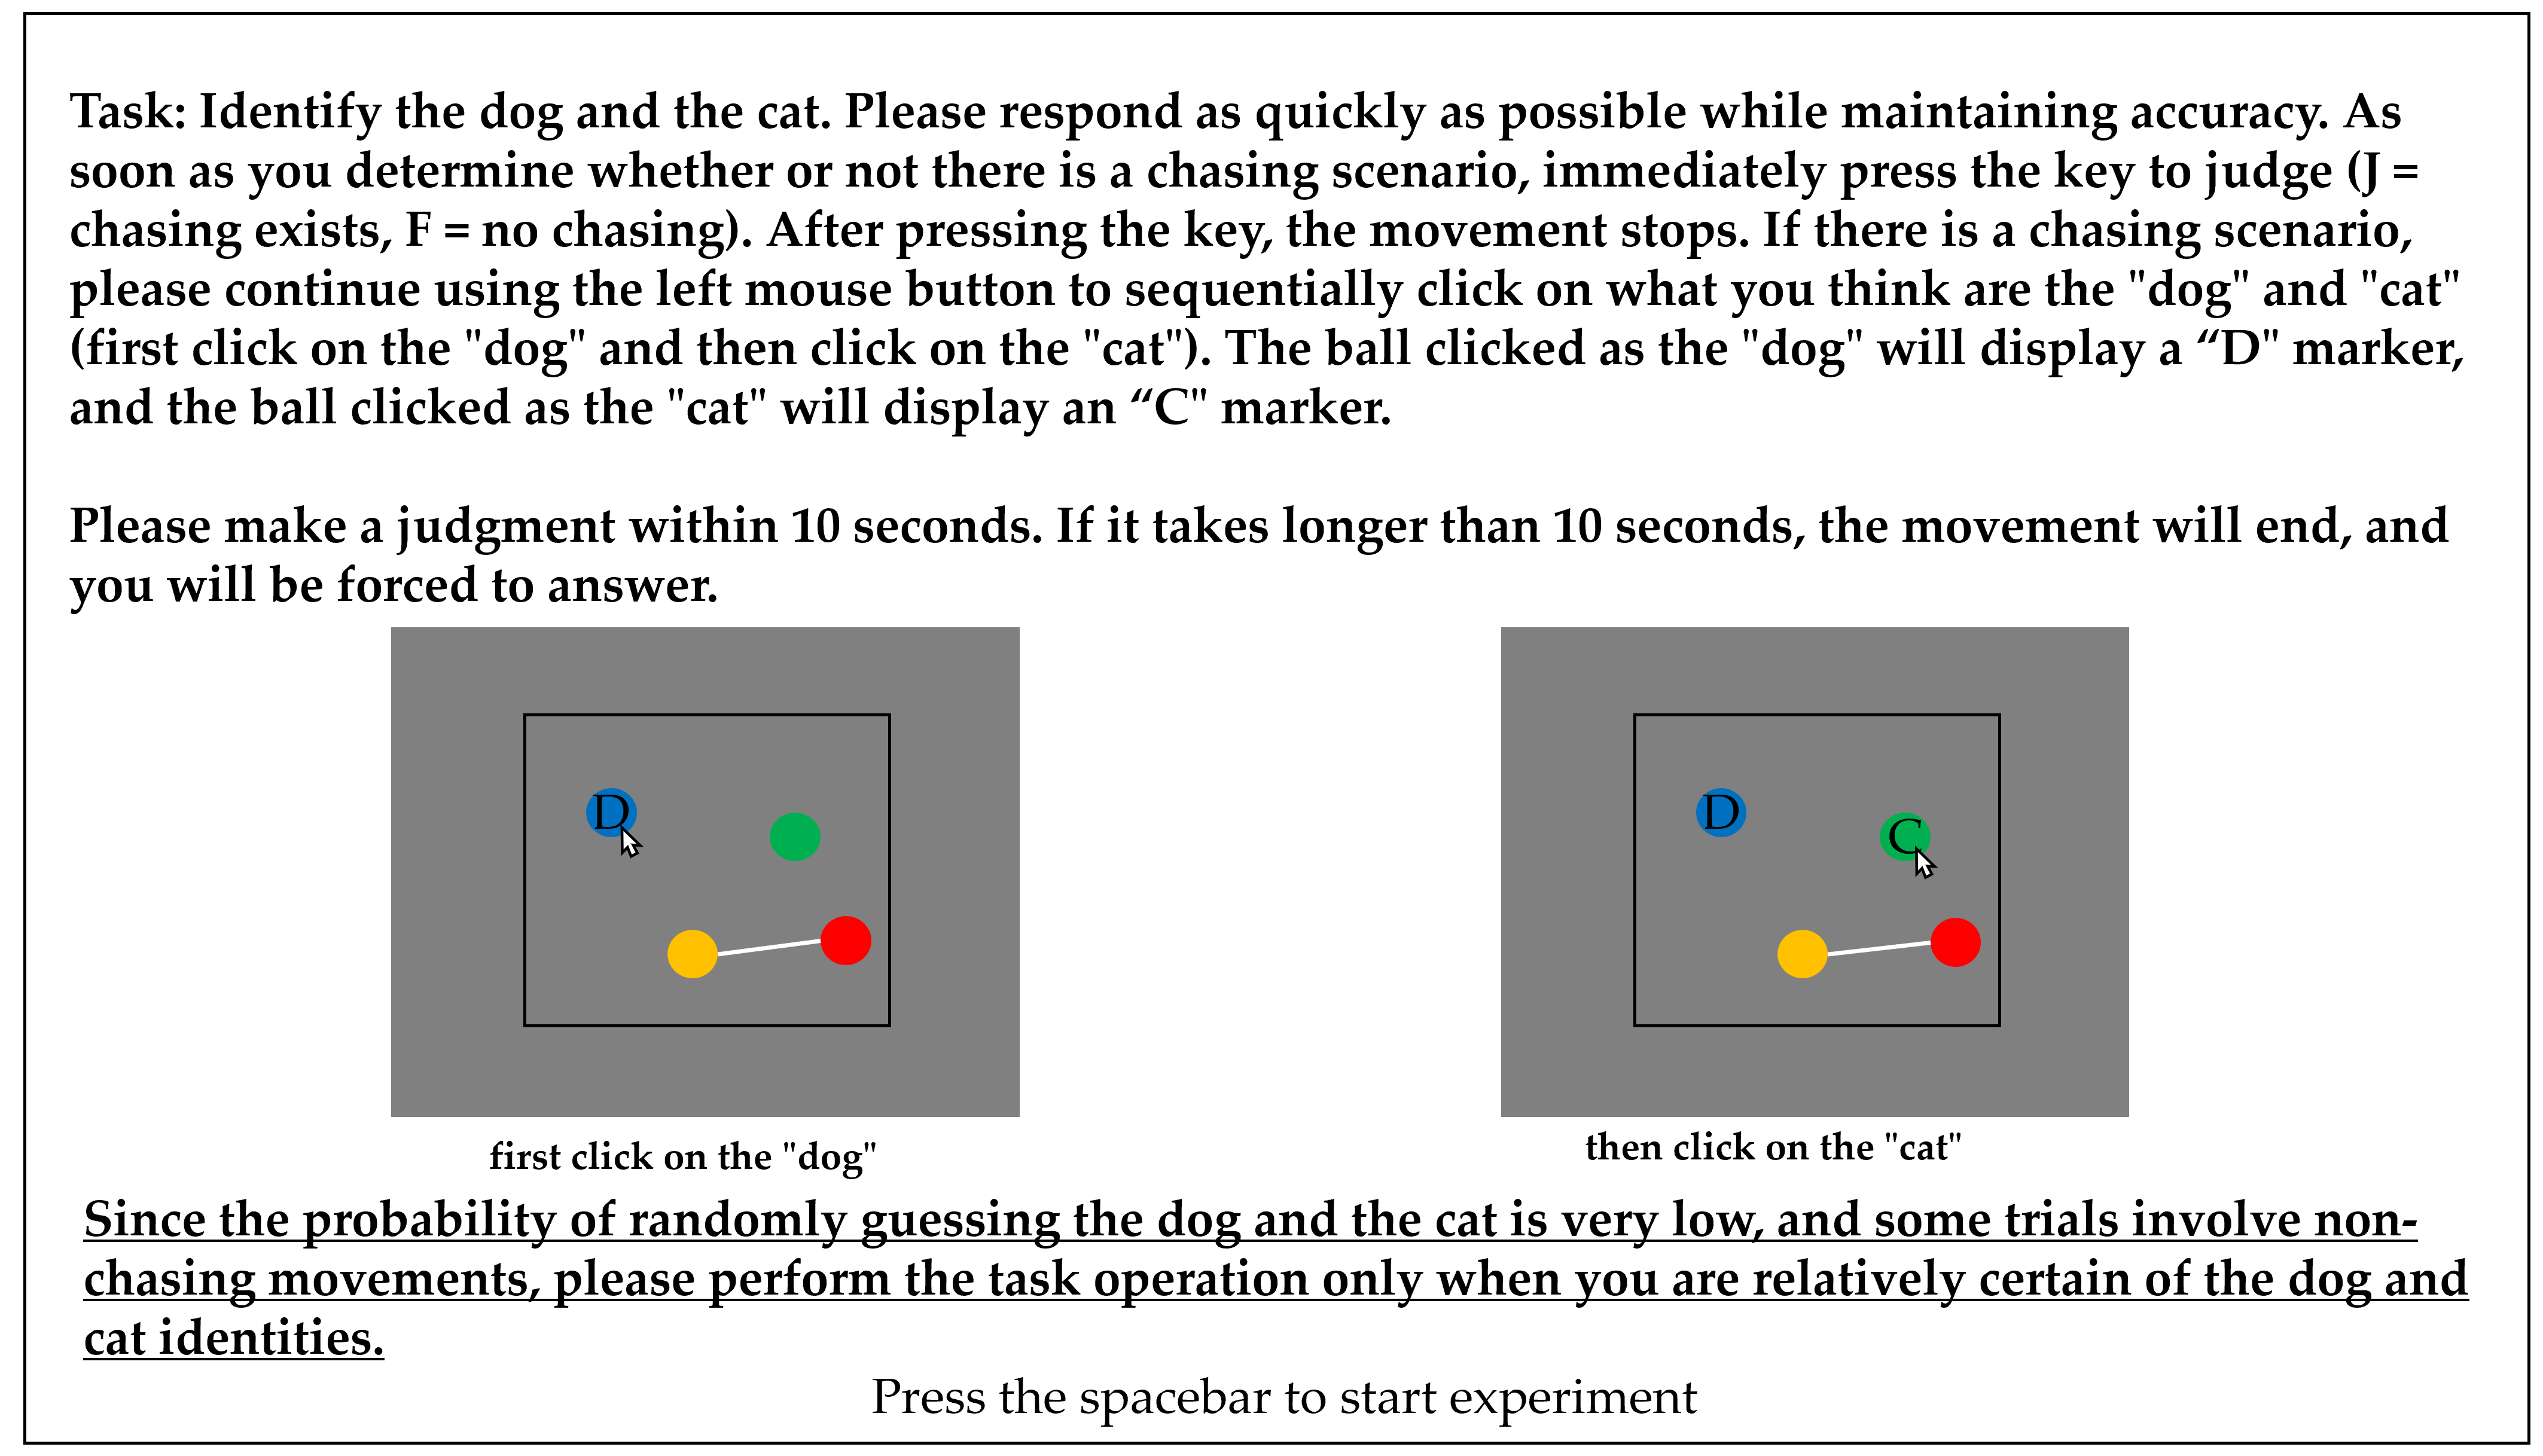 Task: Identify the dog and the cat. Please respond as quickly as possible while maintaining accuracy. As
soon as you determine whether or not there is a chasing scenario, immediately press the key to judge (J =
chasing exists, F = no chasing). After pressing the key, the movement stops. If there is a chasing scenario,
please continue using the left mouse button to sequentially click on what you think are the "dog" and "cat"
(first click on the "dog" and then click on the "cat"). The ball clicked as the "dog" will display a “D" marker,
and the ball clicked as the "cat" will display an “C" marker.
Please make a judgment within 10 seconds. If it takes longer than 10 seconds, the movement will end, and
you will be forced to answer.
D
D
C
first click on the "dog"
then click on the "cat"
Since the probability of randomly guessing the dog and the cat is very low, and some trials involve non-
chasing movements, please perform the task operation only when you are relatively certain of the dog and
cat identities.
Press the spacebar to start experiment